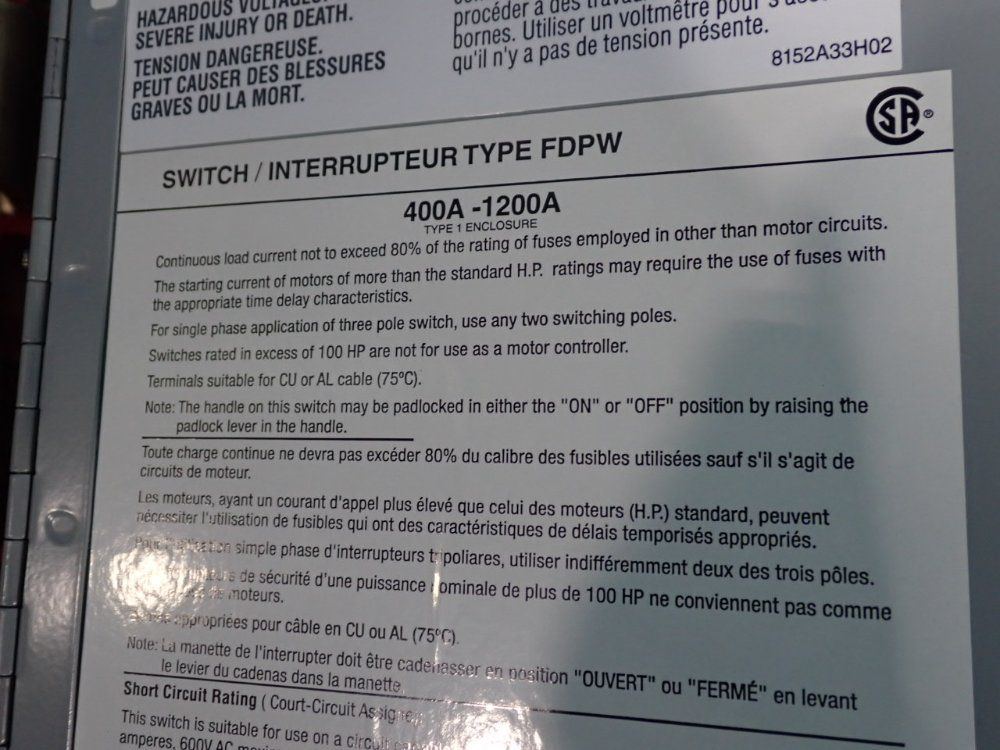 HAZARDOUS VOLTAGE.
SEVERE INJURY OR DEATH.
TENSION DANGEREUSE.
PEUT CAUSER DES BLESSURES
GRAVES OU LA MORT.
procéder à des
bornes. Utiliser un voltmêtre pour
qu'il n'y a pas de tension présente.
8152A33H02
CSA®
SWITCH / INTERRUPTEUR TYPE FDPW
400A -1200A
TYPE 1 ENCLOSURE
Continuous load current not to exceed 80% of the rating of fuses employed in other than motor circuits.
The starting current of motors of more than the standard H.P. ratings may require the use of fuses with
the appropriate time delay characteristics.
For single phase application of three pole switch, use any two switching poles.
Switches rated in excess of 100 HP are not for use as a motor controller.
Terminals suitable for CU or AL cable (75ºC).
Note: The handle on this switch may be padlocked in either the "ON" or "OFF" position by raising the
padlock lever in the handle.
Toute charge continue ne devra pas excéder 80% du calibre des fusibles utilisées sauf s'il s'agit de
circuits de moteur.
Les moteurs, ayant un courant d'appel plus élevé que celui des moteurs (H.P.) standard, peuvent
nécessiter l'utilisation de fusibles qui ont des caractéristiques de délais temporisés appropriés.
simple phase d'interrupteurs tripoliares, utiliser indifféremment deux des trois pôles.
de sécurité d'une puissance nominale de plus de 100 HP ne conviennent pas comme
moteurs.
appropriées pour câble en CU ou AL (75ºC).
Note: La manette de l'interrupter doit être cadenasser en position "OUVERT" ou "FERMÉ" en levant
le levier du cadenas dans la manette.
Short Circuit Rating ( Court-Circuit
This switch is suitable for use on a circuit
amperes, 600V AC